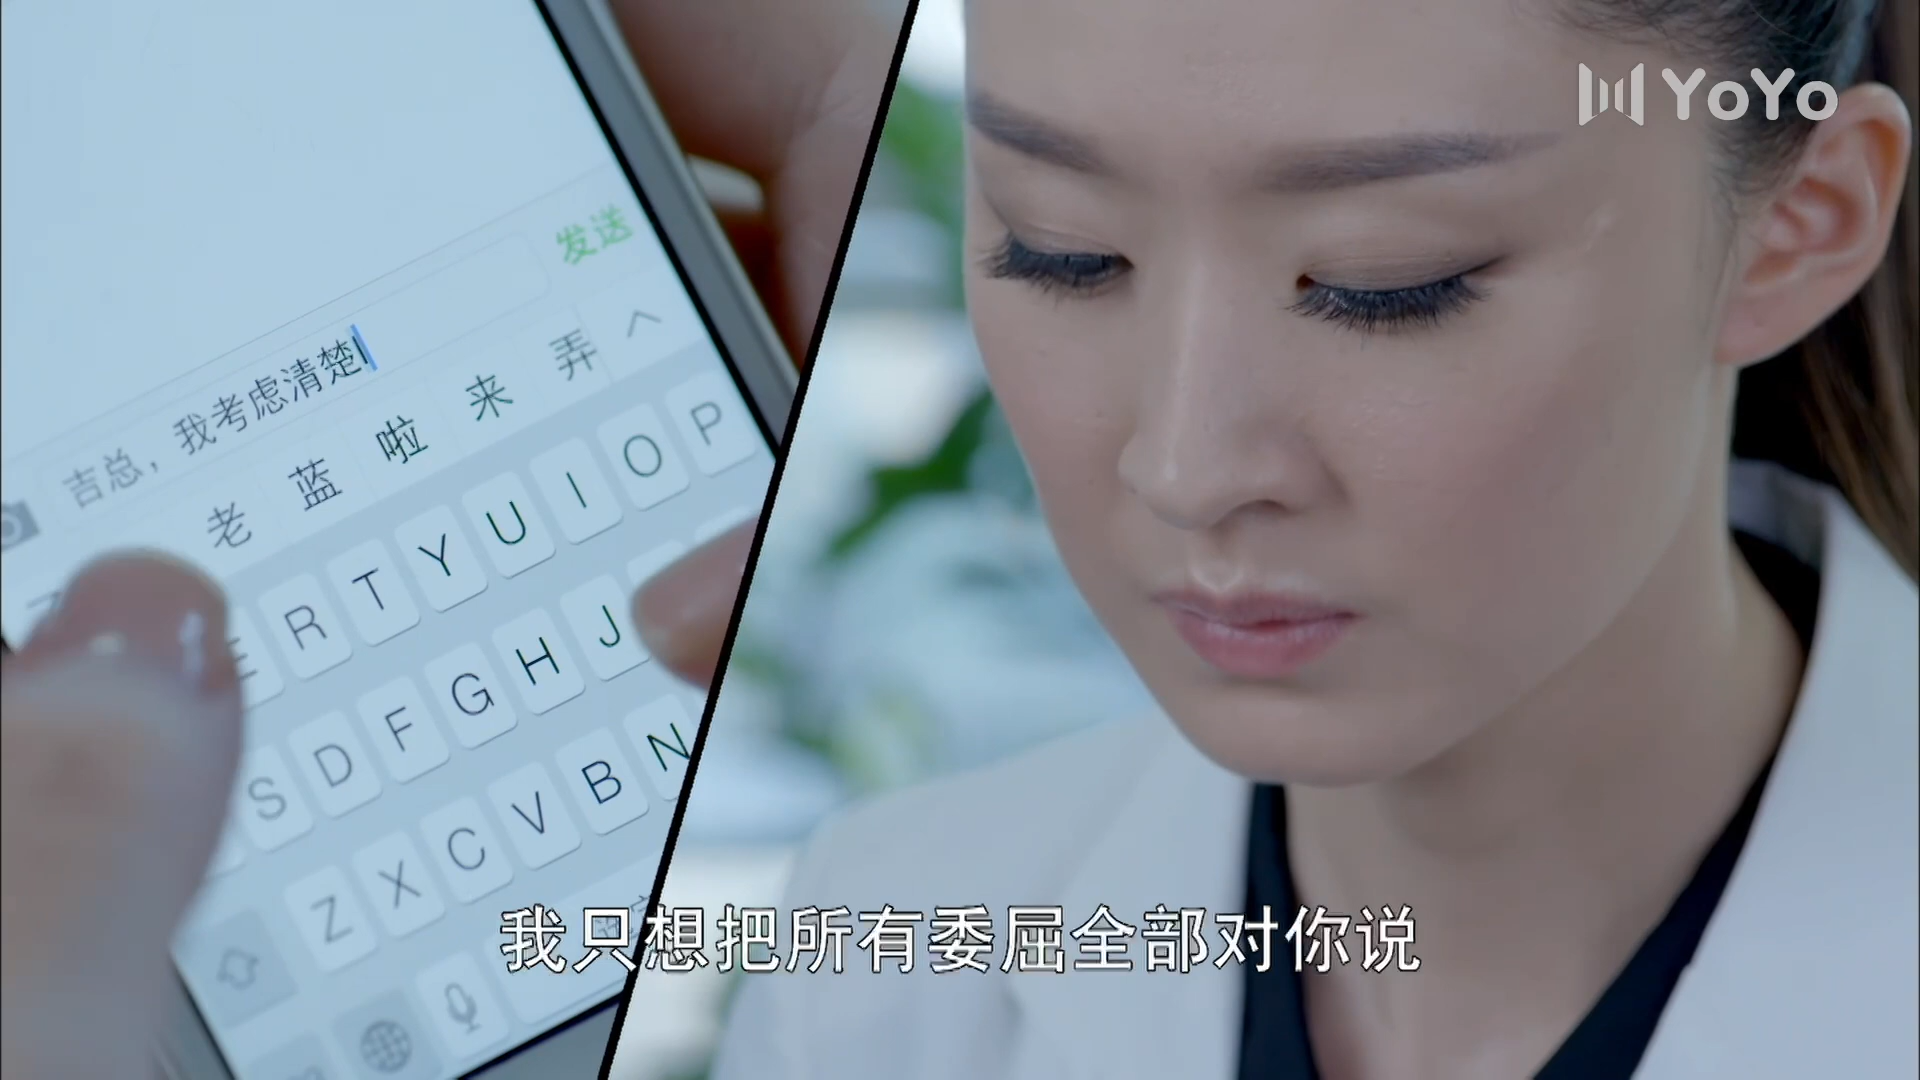 YoYo
发送
吉总，我考虑清楚l
老 蓝 啦 来 弄
E R T Y U I O P
S D F G H J
Z X C V B N
我只想把所有委屈全部对你说